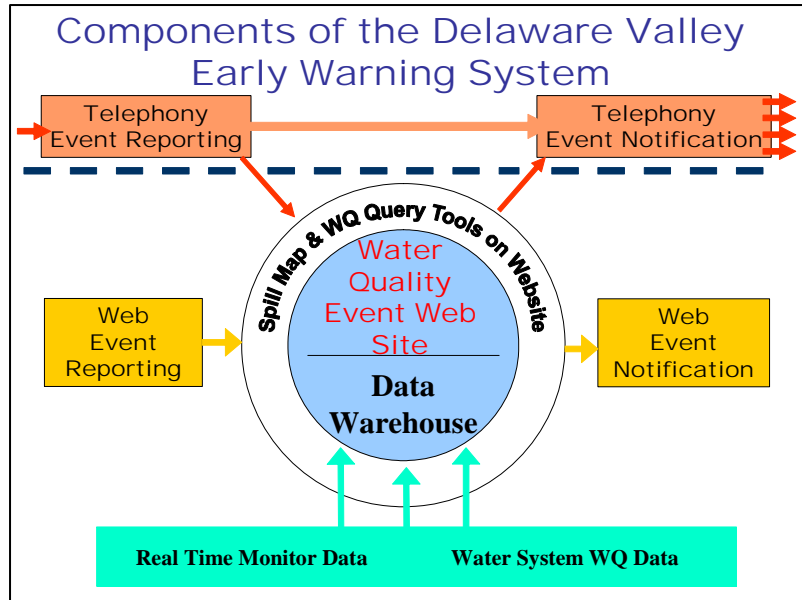 Components of the Delaware Valley
Early Warning System
Telephony
Event Reporting
Telephony
Event Notification
Spill Map & WQ Query Tools on Website
Water
Quality
Event Web
Site
Data
Warehouse
Web
Event
Reporting
Web
Event
Notification
Real Time Monitor Data
Water System WQ Data